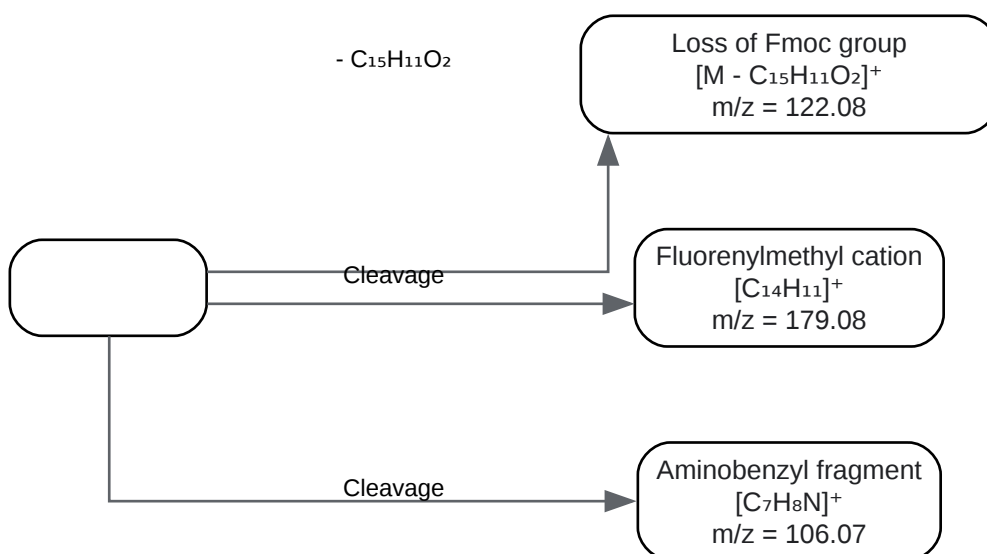 - C₁₅H₁₁O₂
Loss of Fmoc group
[M - C₁₅H₁₁O₂]⁺
m/z = 122.08
Cleavage
Fluorenylmethyl cation
[C₁₄H₁₁]⁺
m/z = 179.08
Cleavage
Aminobenzyl fragment
[C₇H₈N]⁺
m/z = 106.07